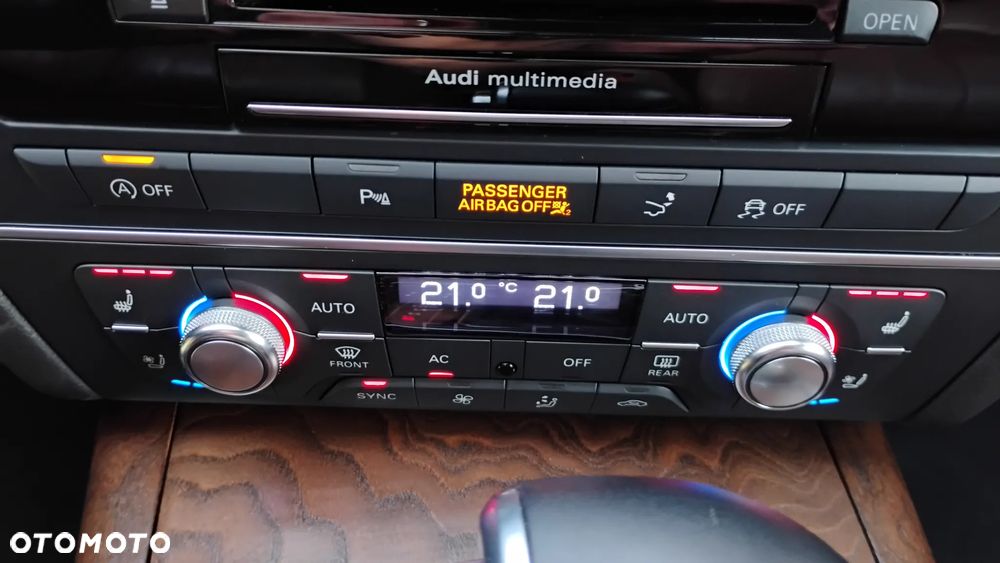 OPEN
Audi multimedia
A OFF
P
PASSENGER
AIRBAG OFF 2
OFF
AUTO
21.0 °C 21.0
AUTO
FRONT
AC
OFF
REAR
SYNC
OTOMOTO